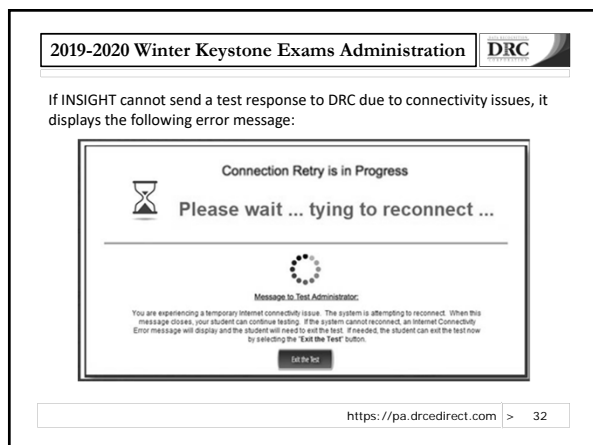 2019-2020 Winter Keystone Exams Administration
DATA RECOGNITION
DRC
CORPORATION
If INSIGHT cannot send a test response to DRC due to connectivity issues, it
displays the following error message:
Connection Retry is in Progress
Please wait ... tying to reconnect ...
Message to Test Administrator:
You are experiencing a temporary Internet connectivity issue. The system is attempting to reconnect. When this
message closes, your student can continue testing. If the system cannot reconnect, an Internet Connectivity
Error message will display and the student will need to exit the test. If needed, the student can exit the test now
by selecting the "Exit the Test" button.
Exit the Test
https://pa.drcedirect.com > 32